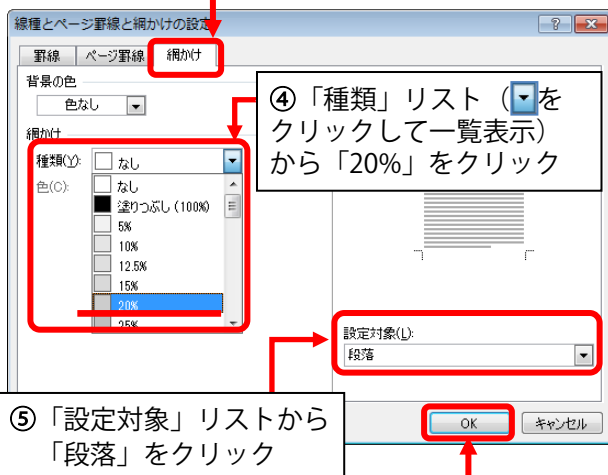 線種とページ罫線と網かけの設定
罫線 ページ罫線 網かけ
背景の色
色なし
④「種類」リスト（▼を
クリックして一覧表示）
から「20%」をクリック
網かけ
種類(Y): なし
色(C): なし
塗りつぶし (100%)
5%
10%
12.5%
15%
20%
25%
設定対象(L):
段落
⑤「設定対象」リストから
「段落」をクリック
OK キャンセル